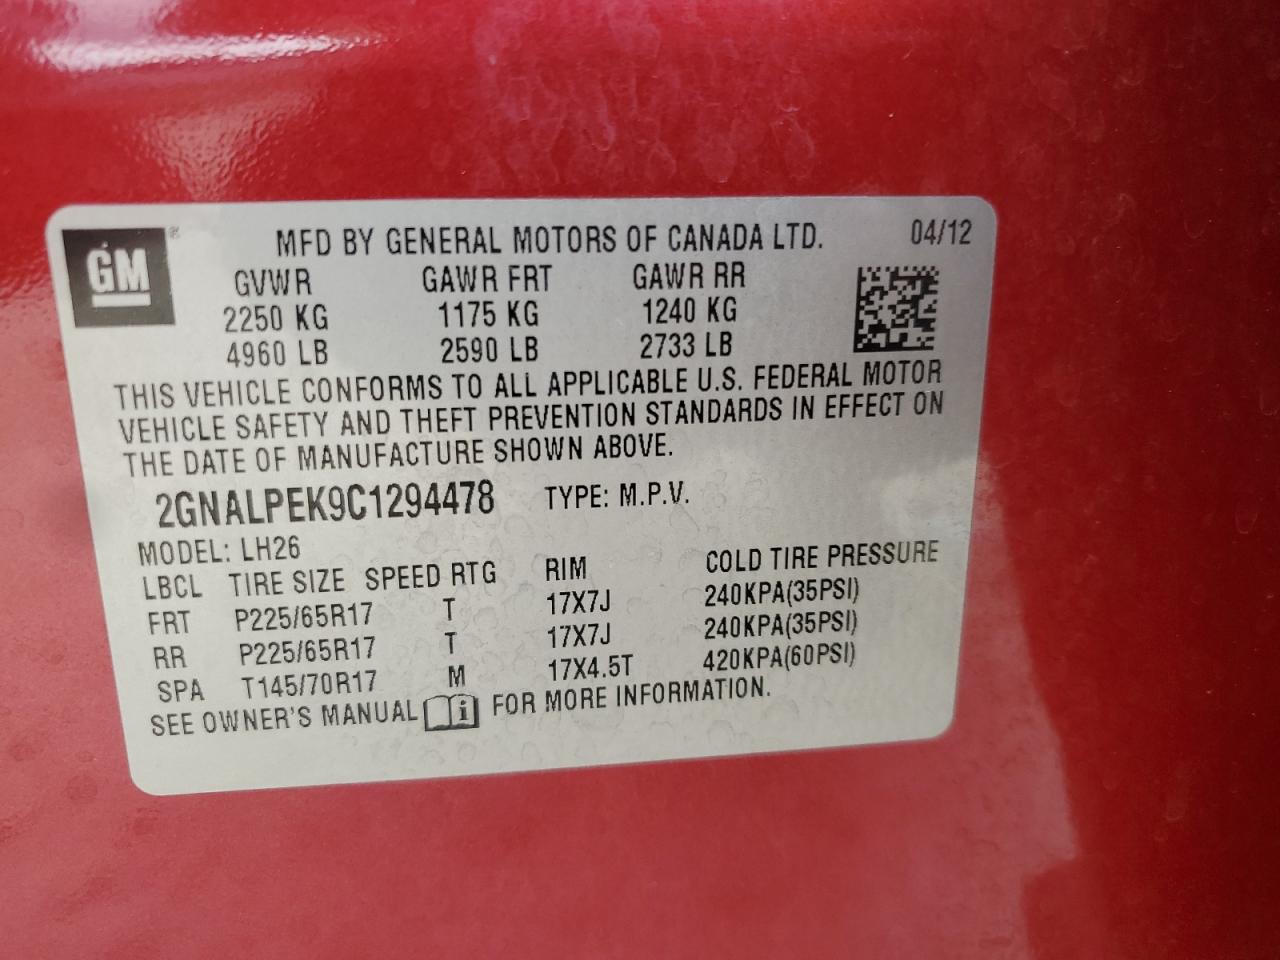 GM®
MFD BY GENERAL MOTORS OF CANADA LTD. 04/12
GVWR GAWR FRT GAWR RR
2250 KG 1175 KG 1240 KG
4960 LB 2590 LB 2733 LB
THIS VEHICLE CONFORMS TO ALL APPLICABLE U.S. FEDERAL MOTOR
VEHICLE SAFETY AND THEFT PREVENTION STANDARDS IN EFFECT ON
THE DATE OF MANUFACTURE SHOWN ABOVE.
2GNALPEK9C1294478 TYPE: M.P.V.
MODEL: LH26
LBCL TIRE SIZE SPEED RTG RIM COLD TIRE PRESSURE
FRT P225/65R17 T 17X7J 240KPA(35PSI)
RR P225/65R17 T 17X7J 240KPA(35PSI)
SPA T145/70R17 M 17X4.5T 420KPA(60PSI)
SEE OWNER'S MANUAL i FOR MORE INFORMATION.